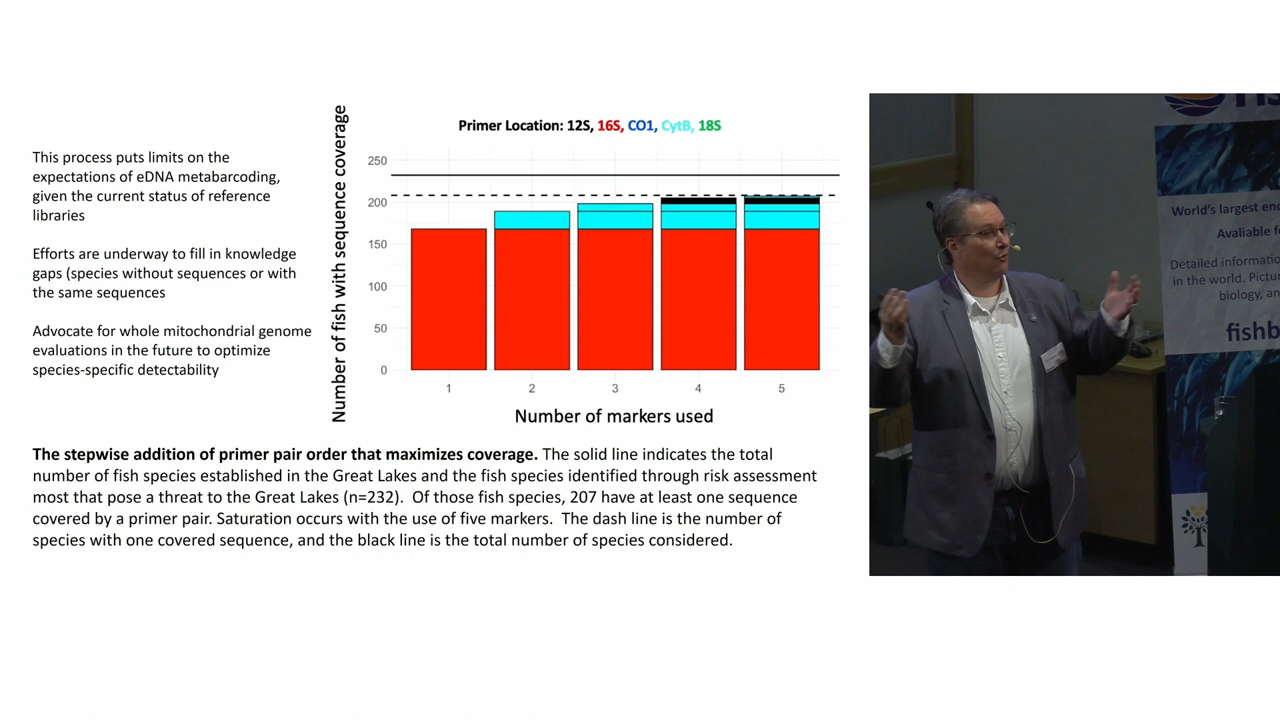 This process puts limits on the
expectations of eDNA metabarcoding,
given the current status of reference
libraries
Efforts are underway to fill in knowledge
gaps (species without sequences or with
the same sequences
Advocate for whole mitochondrial genome
evaluations in the future to optimize
species-specific detectability
Primer Location: 12S, 16S, CO1, CytB, 18S
Number of fish with sequence coverage
250
200
150
100
50
0
1 2 3 4 5
Number of markers used
The stepwise addition of primer pair order that maximizes coverage. The solid line indicates the total
number of fish species established in the Great Lakes and the fish species identified through risk assessment
most that pose a threat to the Great Lakes (n=232). Of those fish species, 207 have at least one sequence
covered by a primer pair. Saturation occurs with the use of five markers. The dash line is the number of
species with one covered sequence, and the black line is the total number of species considered.
World's largest
Avaliable
Detailed
in the world.
biology,
fishb